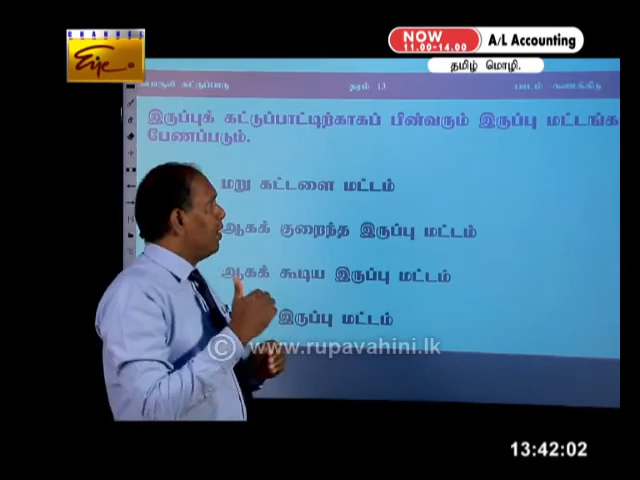 CHANNEL
Eye
NOW
11.00-14.00
A/L Accounting
தமிழ் மொழி.
தரம் 13
இருப்புக் கட்டுப்பாட்டிற்காகப் பின்வரும் இருப்பு மட்டங்க
பேணப்படும்.
மறு கட்டளை மட்டம்
ஆகக் குறைந்த இருப்பு மட்டம்
ஆகக் கூடிய இருப்பு மட்டம்
இருப்பு மட்டம்
© www.rupavahini.lk
13:42:02